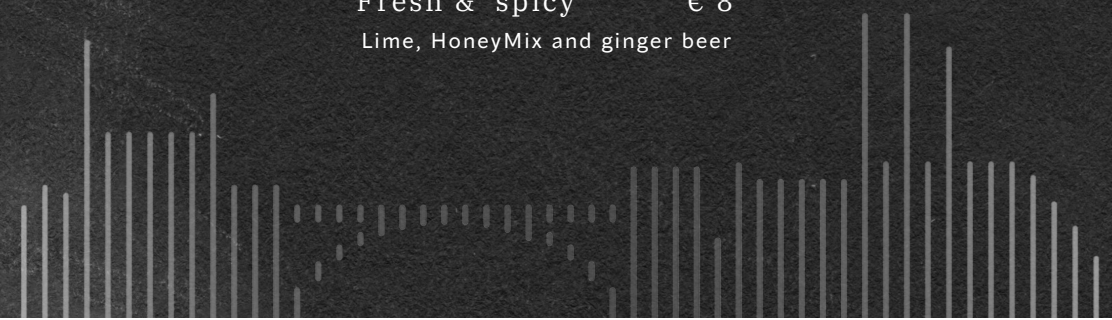 Fresh & spicy € 8
Lime, HoneyMix and ginger beer